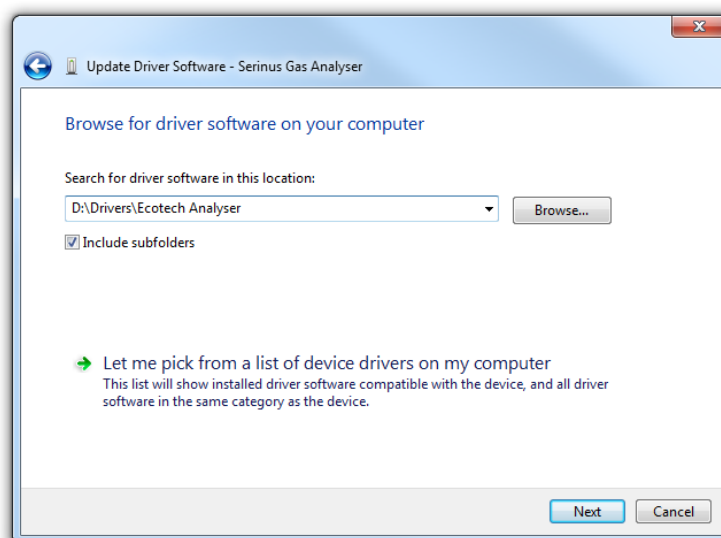 Update Driver Software - Serinus Gas Analyser
Browse for driver software on your computer
Search for driver software in this location:
D:\Drivers\Ecotech Analyser
Browse...
Include subfolders
Let me pick from a list of device drivers on my computer
This list will show installed driver software compatible with the device, and all driver
software in the same category as the device.
Next
Cancel